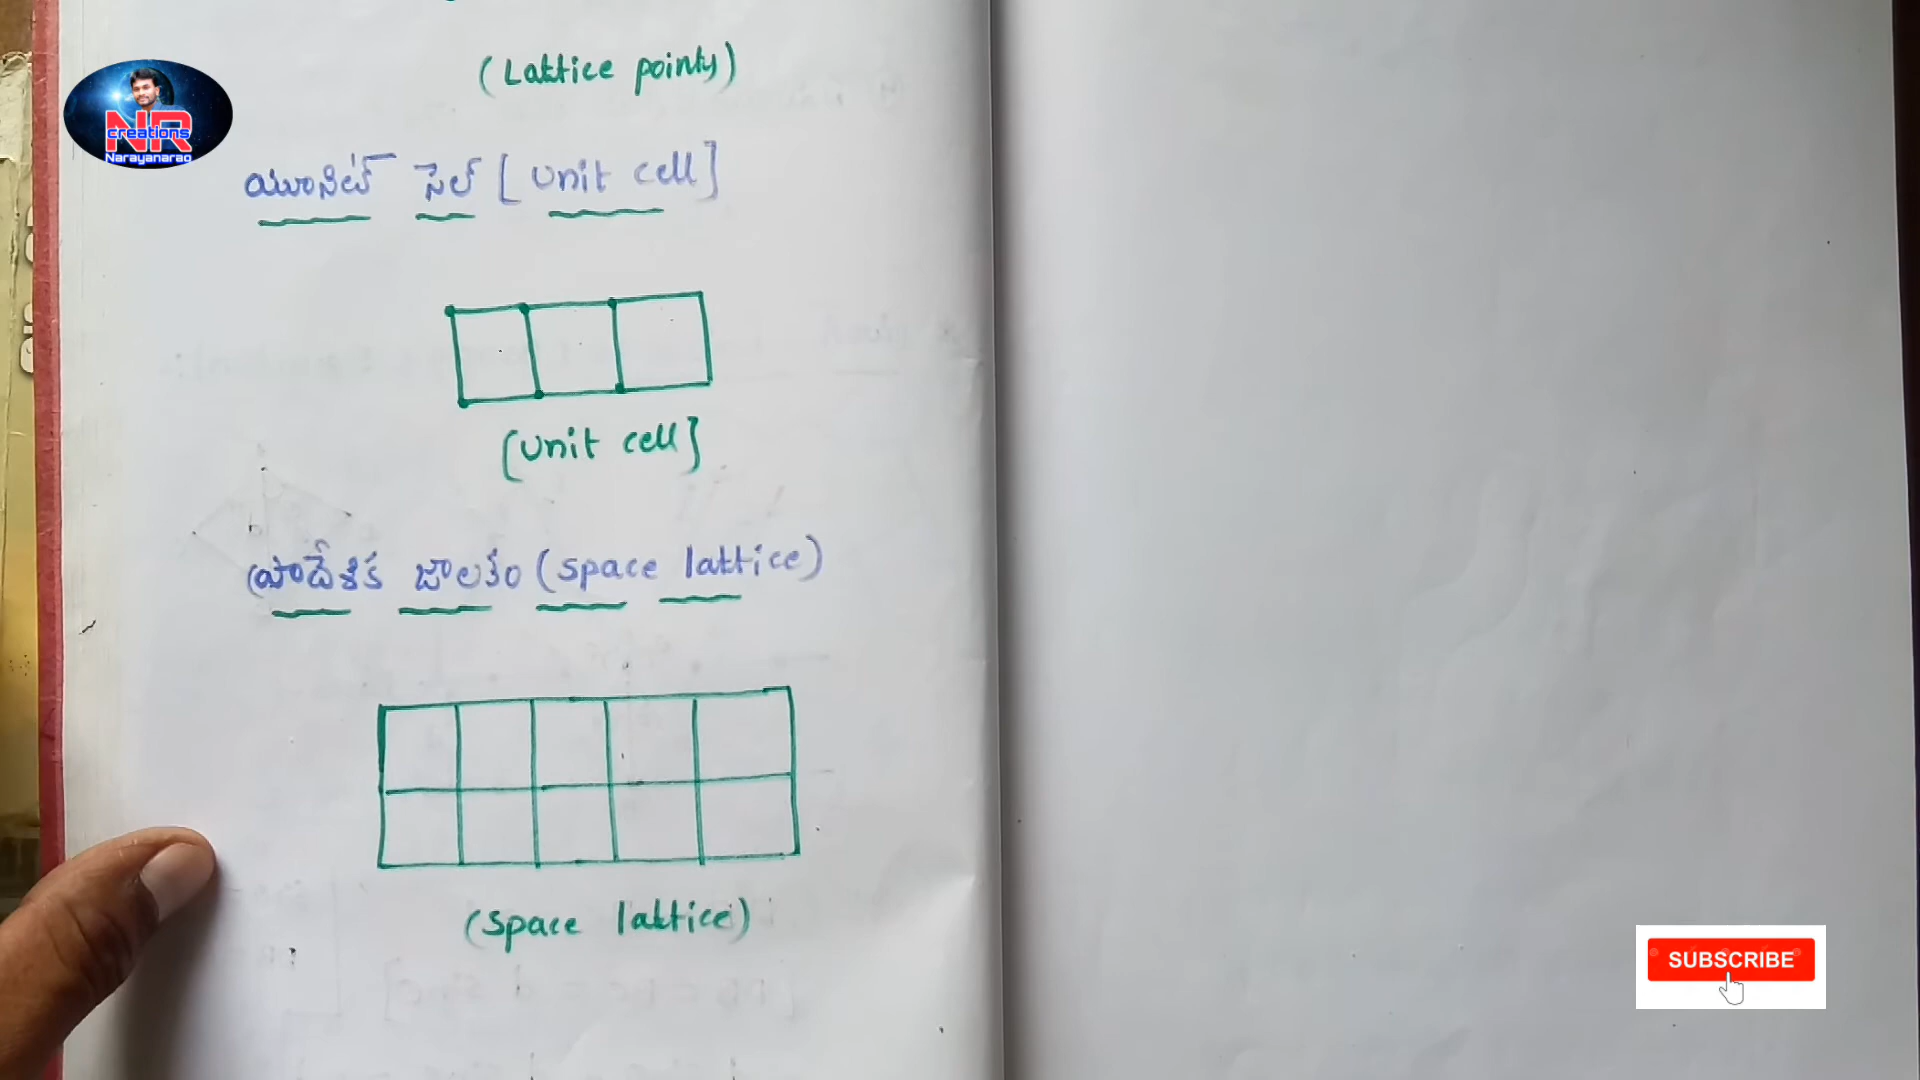 (Lattice points)
NR
creations
Narayanarao
యూనిట్ సెల్ [unit cell]
[unit cell]
ప్రాదేశిక జాలకం (space lattice)
(space lattice)
SUBSCRIBE